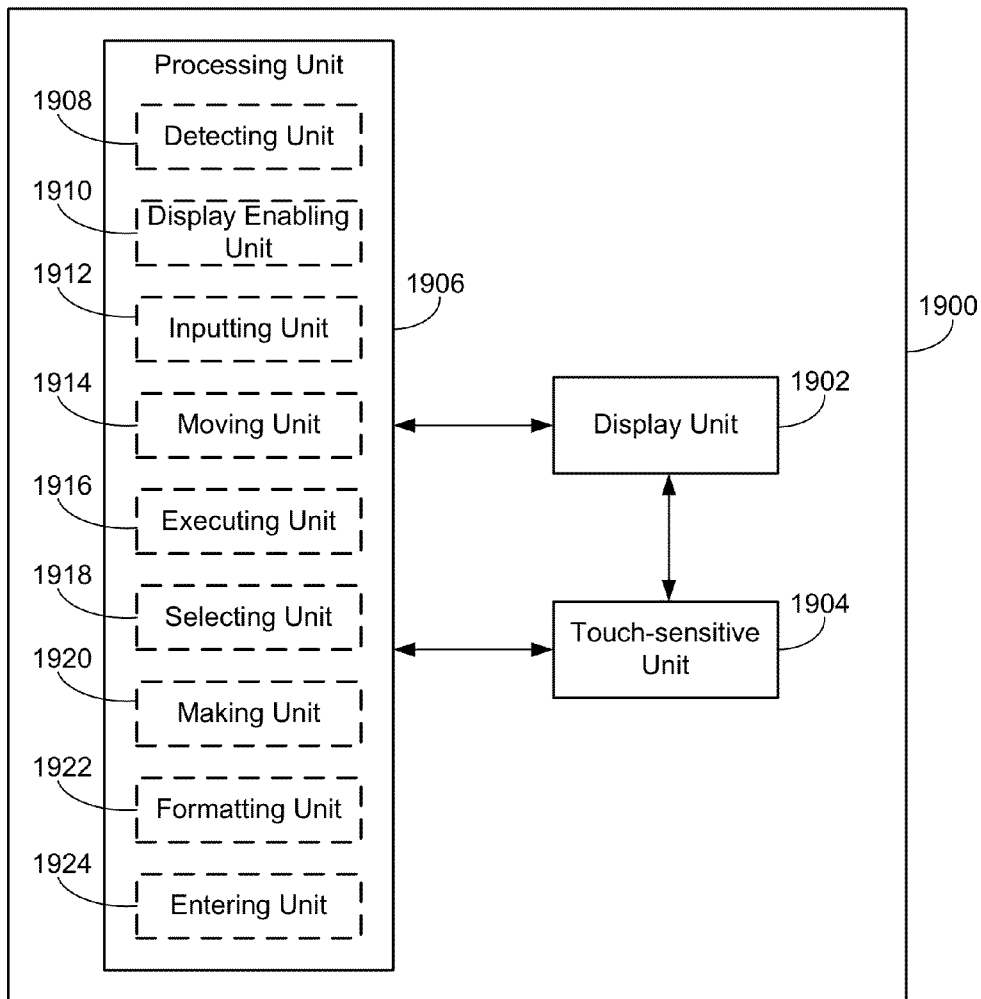 Processing Unit
1908
Detecting Unit
1910
Display Enabling
Unit
1912
Inputting Unit
1906
1900
1914
Moving Unit
1902
Display Unit
1916
Executing Unit
1918
Selecting Unit
1904
Touch-sensitive
Unit
1920
Making Unit
1922
Formatting Unit
1924
Entering Unit